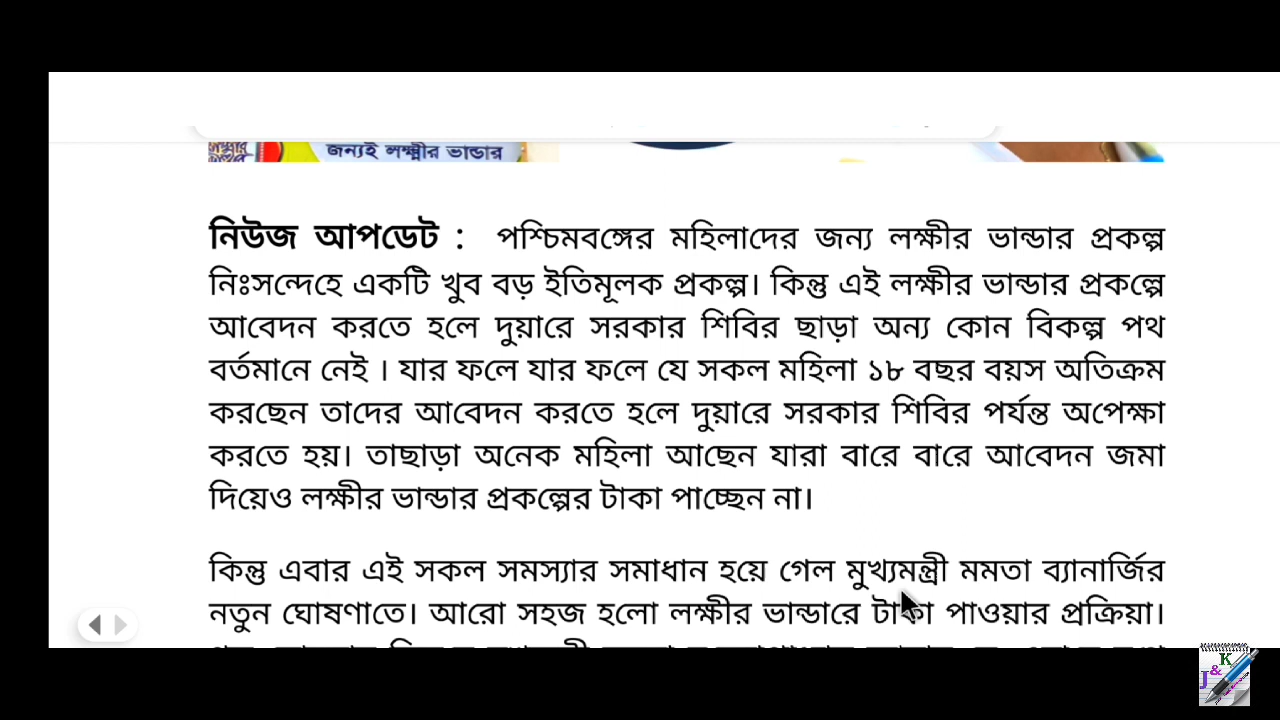 জন্যই লক্ষ্মীর ভান্ডার
নিউজ আপডেট : পশ্চিমবঙ্গের মহিলাদের জন্য লক্ষীর ভান্ডার প্রকল্প
নিঃসন্দেহে একটি খুব বড় ইতিমূলক প্রকল্প। কিন্তু এই লক্ষীর ভান্ডার প্রকল্পে
আবেদন করতে হলে দুয়ারে সরকার শিবির ছাড়া অন্য কোন বিকল্প পথ
বর্তমানে নেই । যার ফলে যার ফলে যে সকল মহিলা ১৮ বছর বয়স অতিক্রম
করছেন তাদের আবেদন করতে হলে দুয়ারে সরকার শিবির পর্যন্ত অপেক্ষা
করতে হয়। তাছাড়া অনেক মহিলা আছেন যারা বারে বারে আবেদন জমা
দিয়েও লক্ষীর ভান্ডার প্রকল্পের টাকা পাচ্ছেন না।
কিন্তু এবার এই সকল সমস্যার সমাধান হয়ে গেল মুখ্যমন্ত্রী মমতা ব্যানার্জির
নতুন ঘোষণাতে। আরো সহজ হলো লক্ষীর ভান্ডারে টাকা পাওয়ার প্রক্রিয়া।
J&K